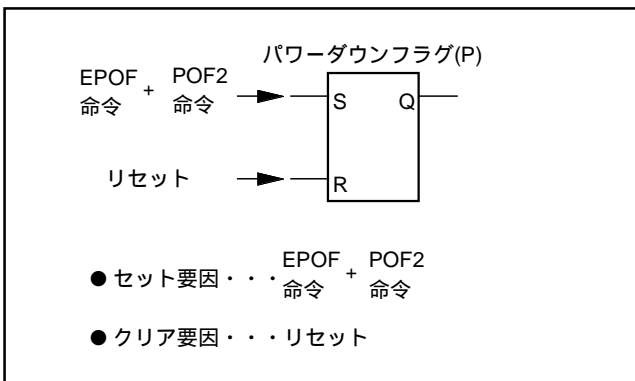 パワーダウンフラグ(P)
EPOF 命令 + POF2 命令
S Q
リセット
R
● セット要因・・・EPOF 命令 + POF2 命令
● クリア要因・・・リセット